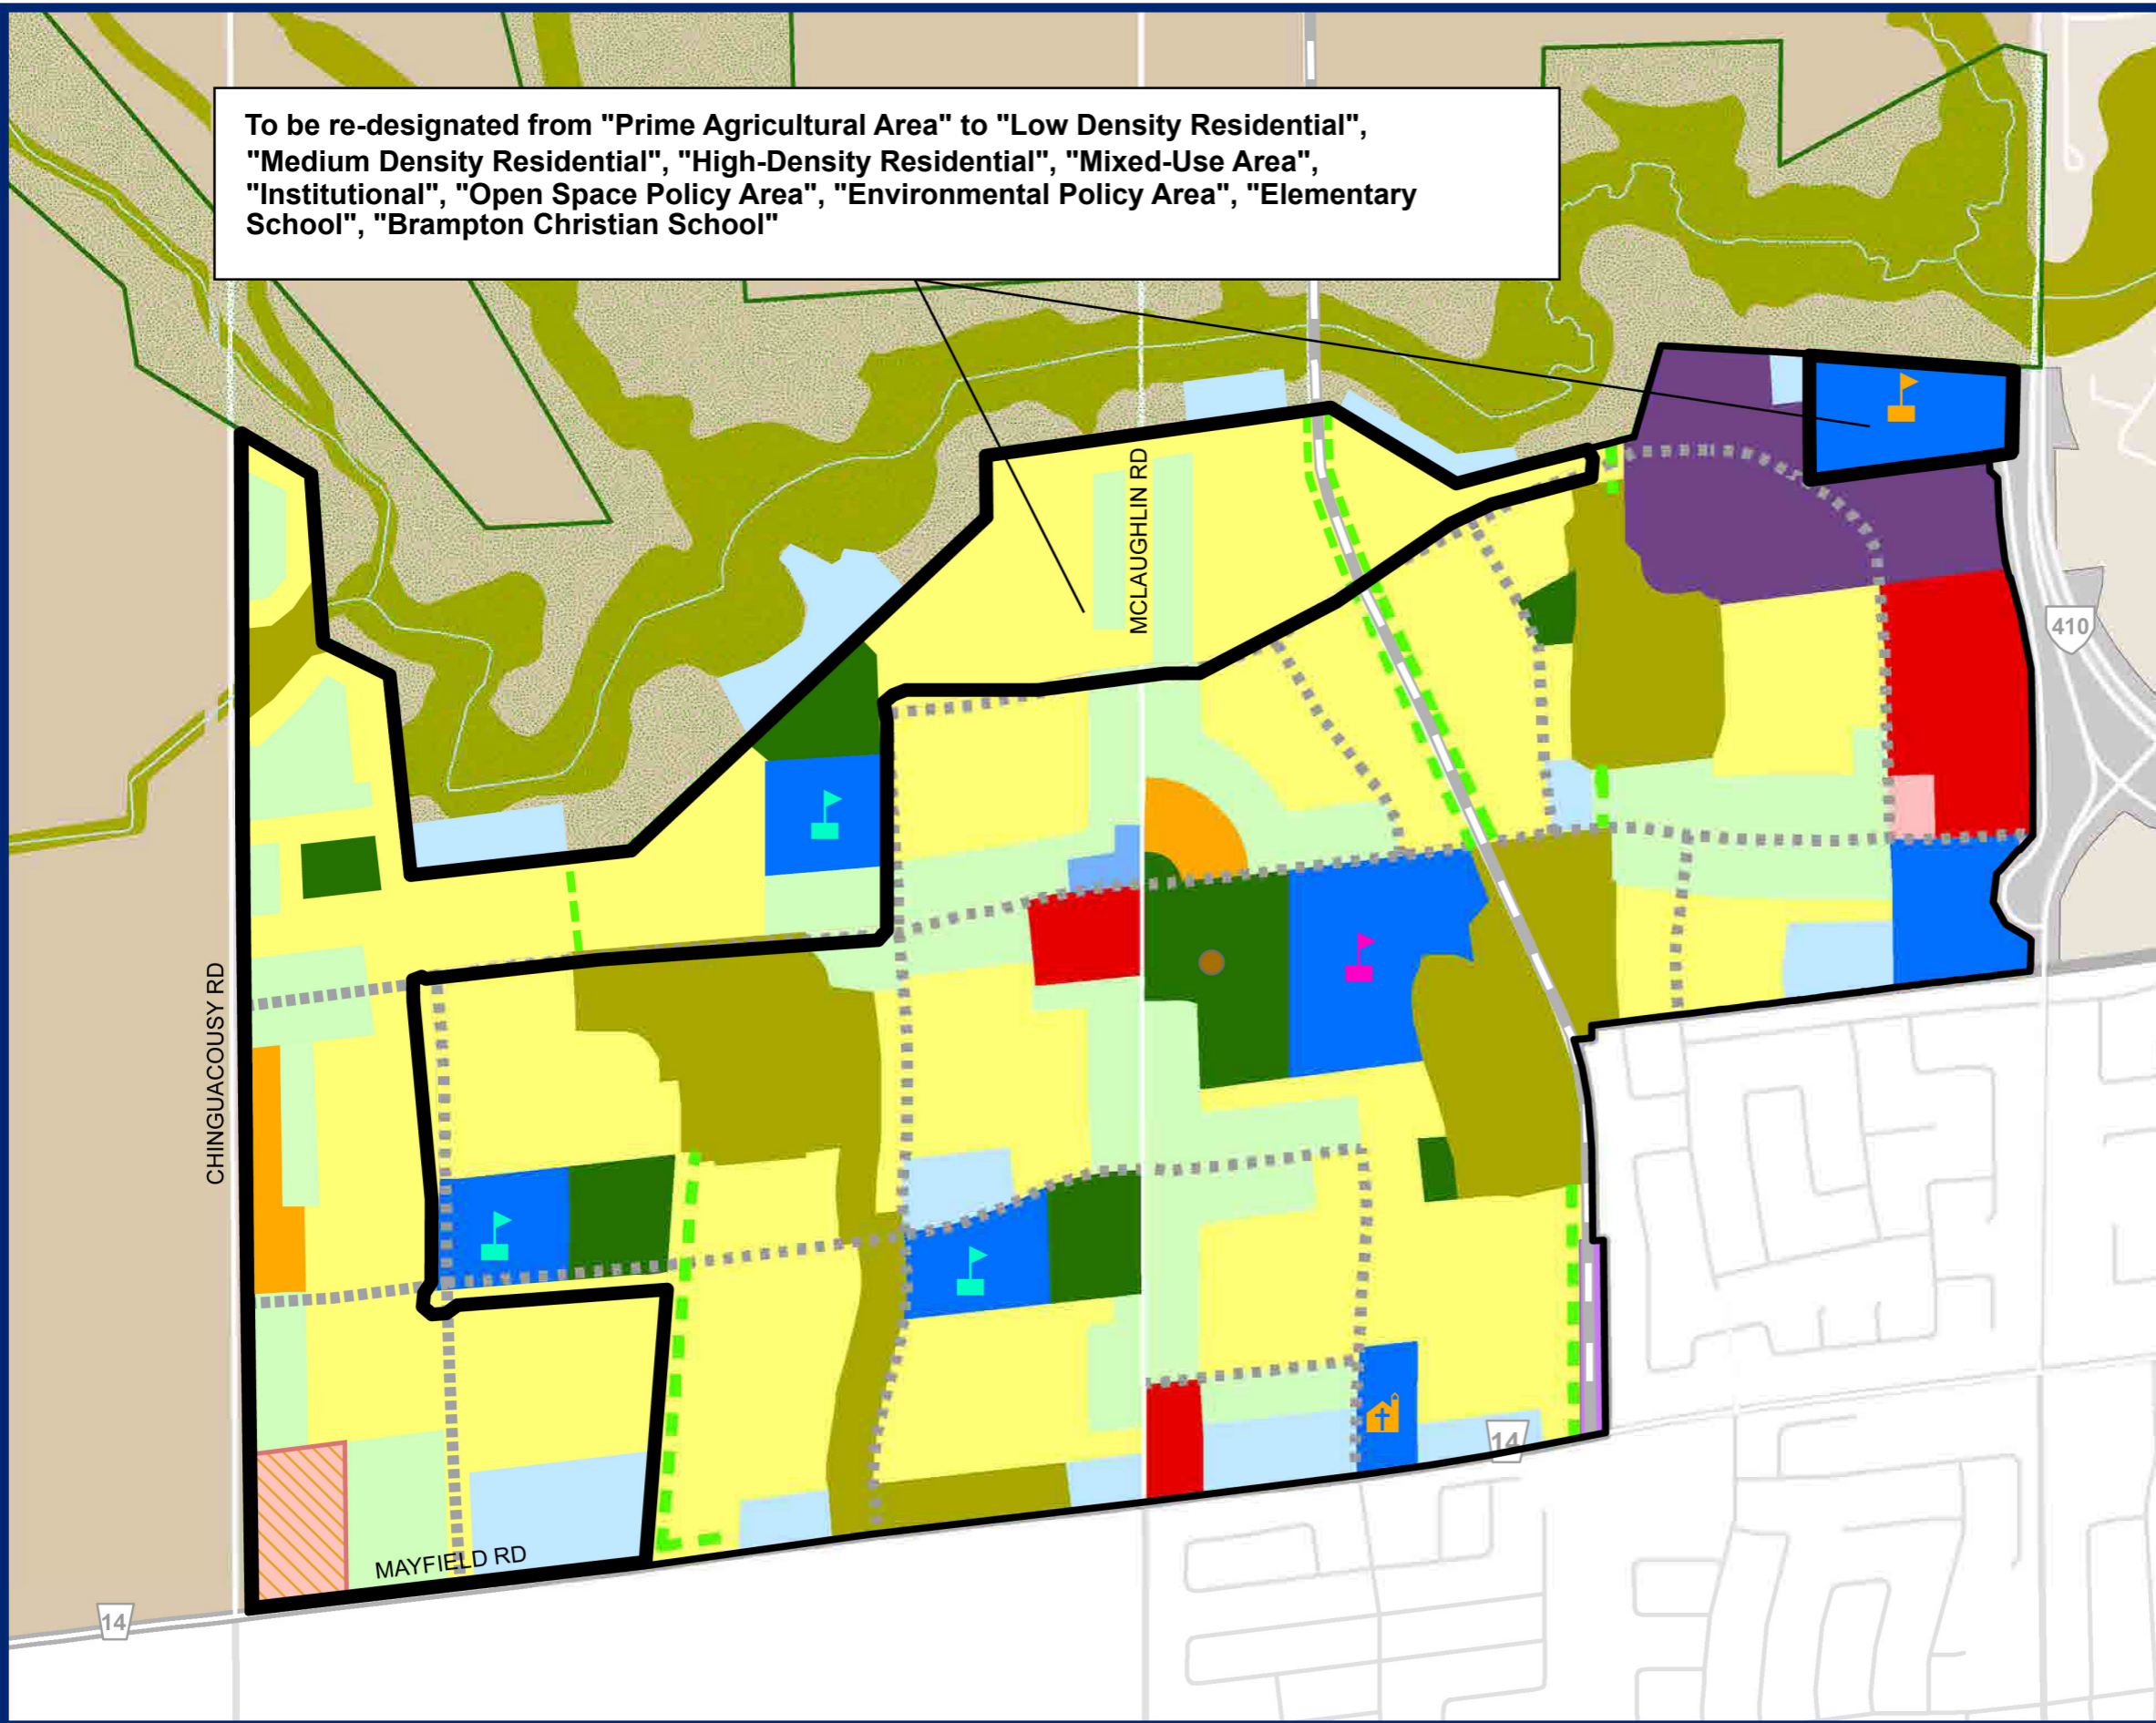 To be re-designated from "Prime Agricultural Area" to "Low Density Residential",
"Medium Density Residential", "High-Density Residential", "Mixed-Use Area",
"Institutional", "Open Space Policy Area", "Environmental Policy Area", "Elementary
School", "Brampton Christian School"
MCLAUGHLIN RD
410
CHINGUACOUSY RD
14
MAYFIELD RD
14